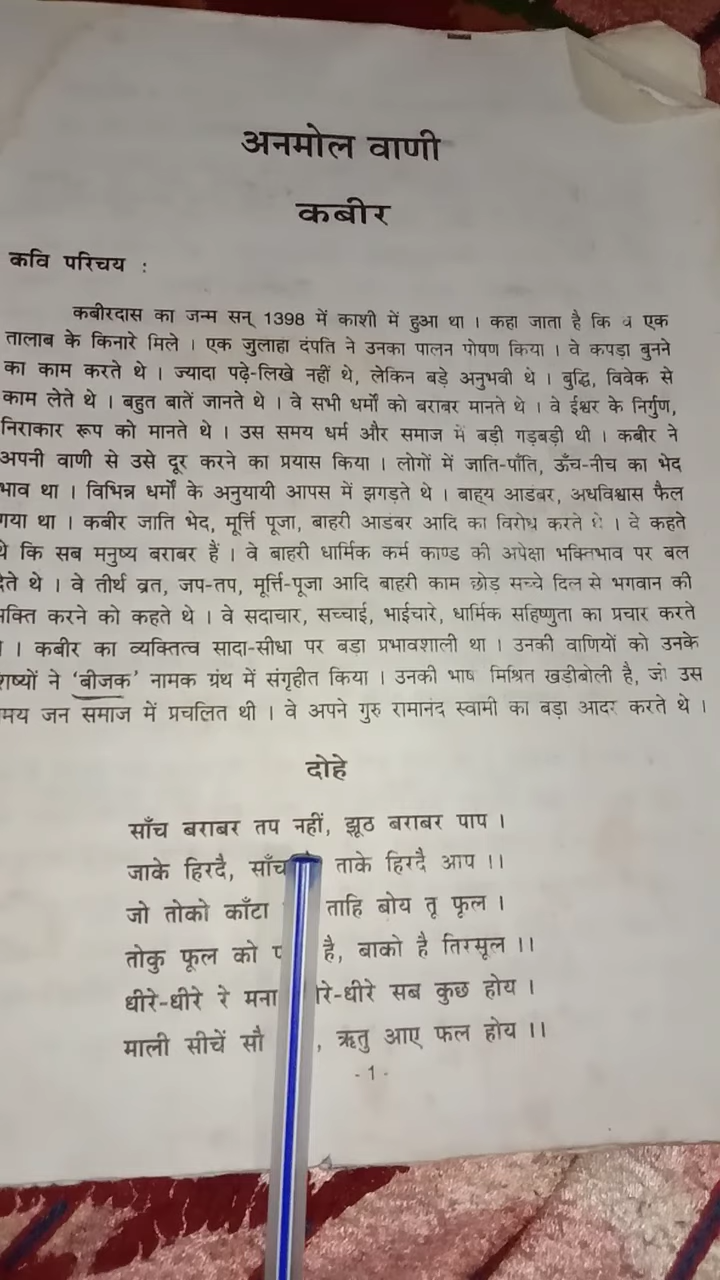 अनमोल वाणी
कबीर
कवि परिचय :
कबीरदास का जन्म सन् 1398 में काशी में हुआ था । कहा जाता है कि एक
तालाब के किनारे मिले । एक जुलाहा दंपति ने उनका पालन पोषण किया । वे कपड़ा बुनने
का काम करते थे । ज्यादा पढ़े-लिखे नहीं थे, लेकिन बड़े अनुभवी थे । बुद्धि, विवेक से
काम लेते थे । बहुत बातें जानते थे । वे सभी धर्मों को बराबर मानते थे । वे ईश्वर के निर्गुण,
निराकार रूप को मानते थे । उस समय धर्म और समाज में बड़ी गड़बड़ी थी । कबीर ने
अपनी वाणी से उसे दूर करने का प्रयास किया । लोगों में जाति-पाँति, ऊँच-नीच का भेद
भाव था । विभिन्न धर्मों के अनुयायी आपस में झगड़ते थे । बाह्य आडंबर, अधविश्वास फैल
गया था । कबीर जाति भेद, मूर्त्ति पूजा, बाहरी आडंबर आदि का विरोध करते थे । वे कहते
थे कि सब मनुष्य बराबर हैं । वे बाहरी धार्मिक कर्म काण्ड की अपेक्षा भक्तिभाव पर बल
देते थे । वे तीर्थ व्रत, जप-तप, मूर्त्ति-पूजा आदि बाहरी काम छोड़ सच्चे दिल से भगवान की
भक्ति करने को कहते थे । वे सदाचार, सच्चाई, भाईचारे, धार्मिक सहिष्णुता का प्रचार करते
। कबीर का व्यक्तित्व सादा-सीधा पर बड़ा प्रभावशाली था । उनकी वाणियों को उनके
ने ‘बीजक’ नामक ग्रंथ में संगृहीत किया । उनकी भाष मिश्रित खड़ीबोली है, जो उस
मय जन समाज में प्रचलित थी । वे अपने गुरु रामानंद स्वामी का बड़ा आदर करते थे ।
दोहे
साँच बराबर तप नहीं, झूठ बराबर पाप ।
जाके हिरदै, साँच ताके हिरदै आप ।।
जो तोको काँटा ताहि बोय तू फूल ।
तोकु फूल को है, बाको है तिरसूल ।।
धीरे-धीरे रे मना रे-धीरे सब कुछ होय ।
माली सीचें सौ , ऋतु आए फल होय ।।
- 1 -